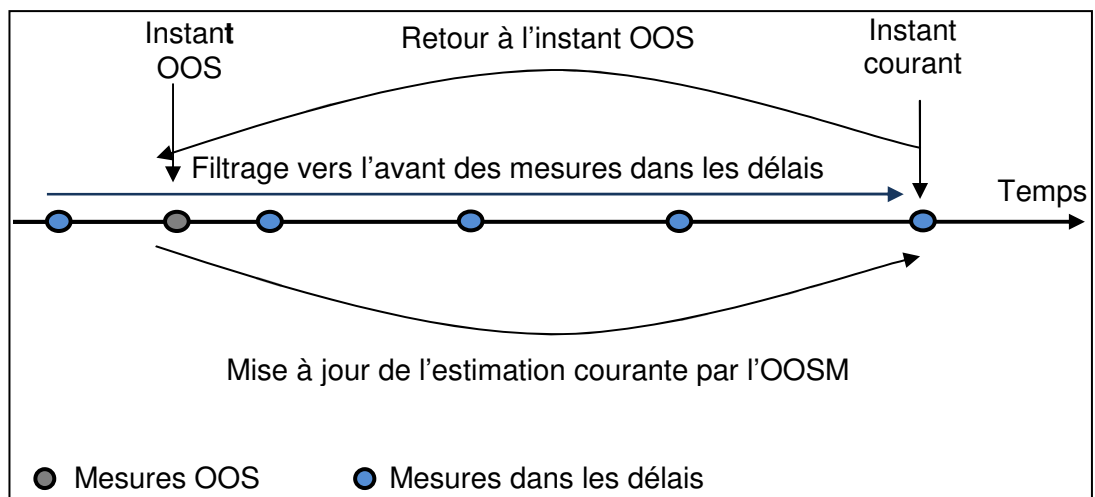 Instant
OOS
Retour à l'instant OOS
Instant
courant
Filtrage vers l'avant des mesures dans les délais
Temps
Mise à jour de l'estimation courante par l'OOSM
Mesures OOS
Mesures dans les délais